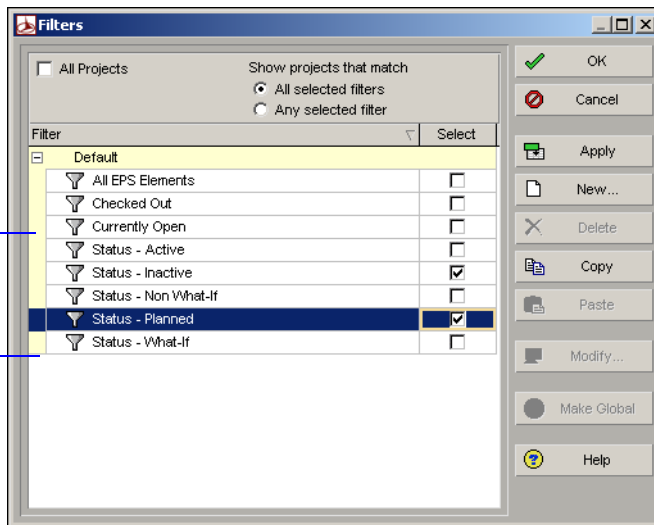 Filters
All Projects
Show projects that match
All selected filters
Any selected filter
Filter
Select
Default
All EPS Elements
Checked Out
Currently Open
Status - Active
Status - Inactive
Status - Non What-If
Status - Planned
Status - What-If
OK
Cancel
Apply
New...
Delete
Copy
Paste
Modify...
Make Global
Help